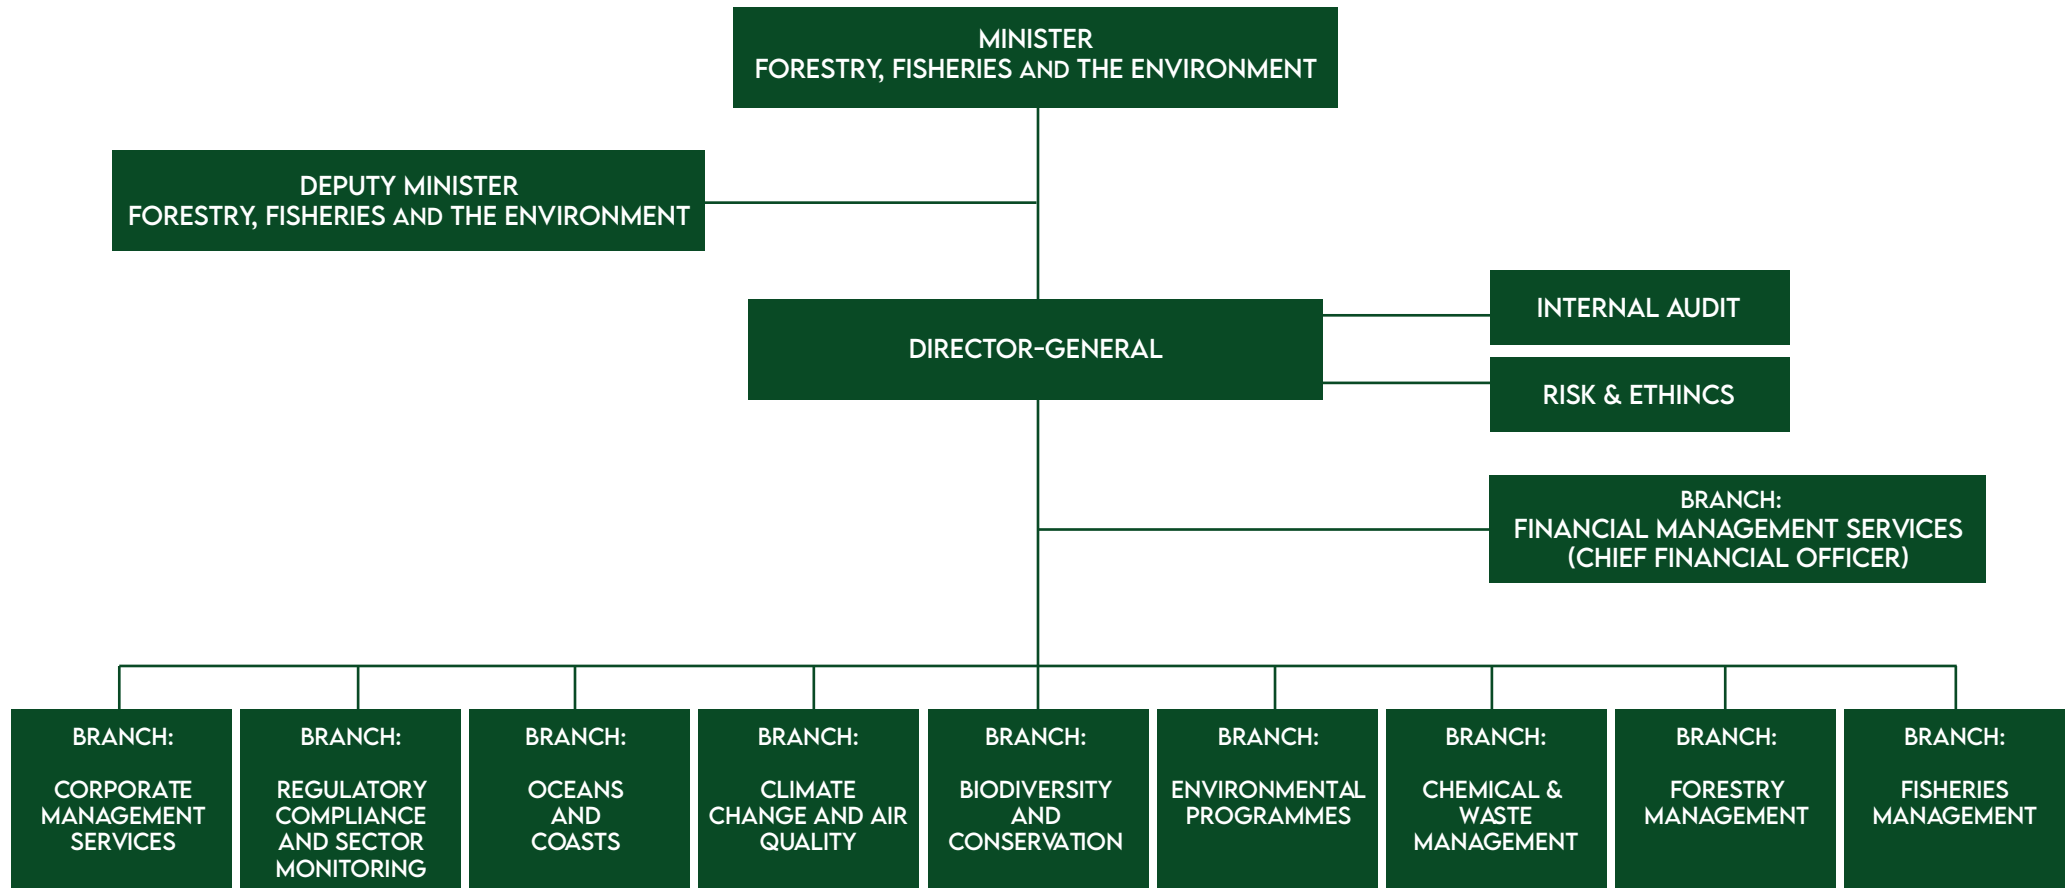 MINISTER
FORESTRY, FISHERIES AND THE ENVIRONMENT
DEPUTY MINISTER
FORESTRY, FISHERIES AND THE ENVIRONMENT
DIRECTOR-GENERAL
INTERNAL AUDIT
RISK & ETHINCS
BRANCH:
FINANCIAL MANAGEMENT SERVICES
(CHIEF FINANCIAL OFFICER)
BRANCH:
CORPORATE
MANAGEMENT
SERVICES
BRANCH:
REGULATORY
COMPLIANCE
AND SECTOR
MONITORING
BRANCH:
OCEANS
AND
COASTS
BRANCH:
CLIMATE
CHANGE AND AIR
QUALITY
BRANCH:
BIODIVERSITY
AND
CONSERVATION
BRANCH:
ENVIRONMENTAL
PROGRAMMES
BRANCH:
CHEMICAL &
WASTE
MANAGEMENT
BRANCH:
FORESTRY
MANAGEMENT
BRANCH:
FISHERIES
MANAGEMENT